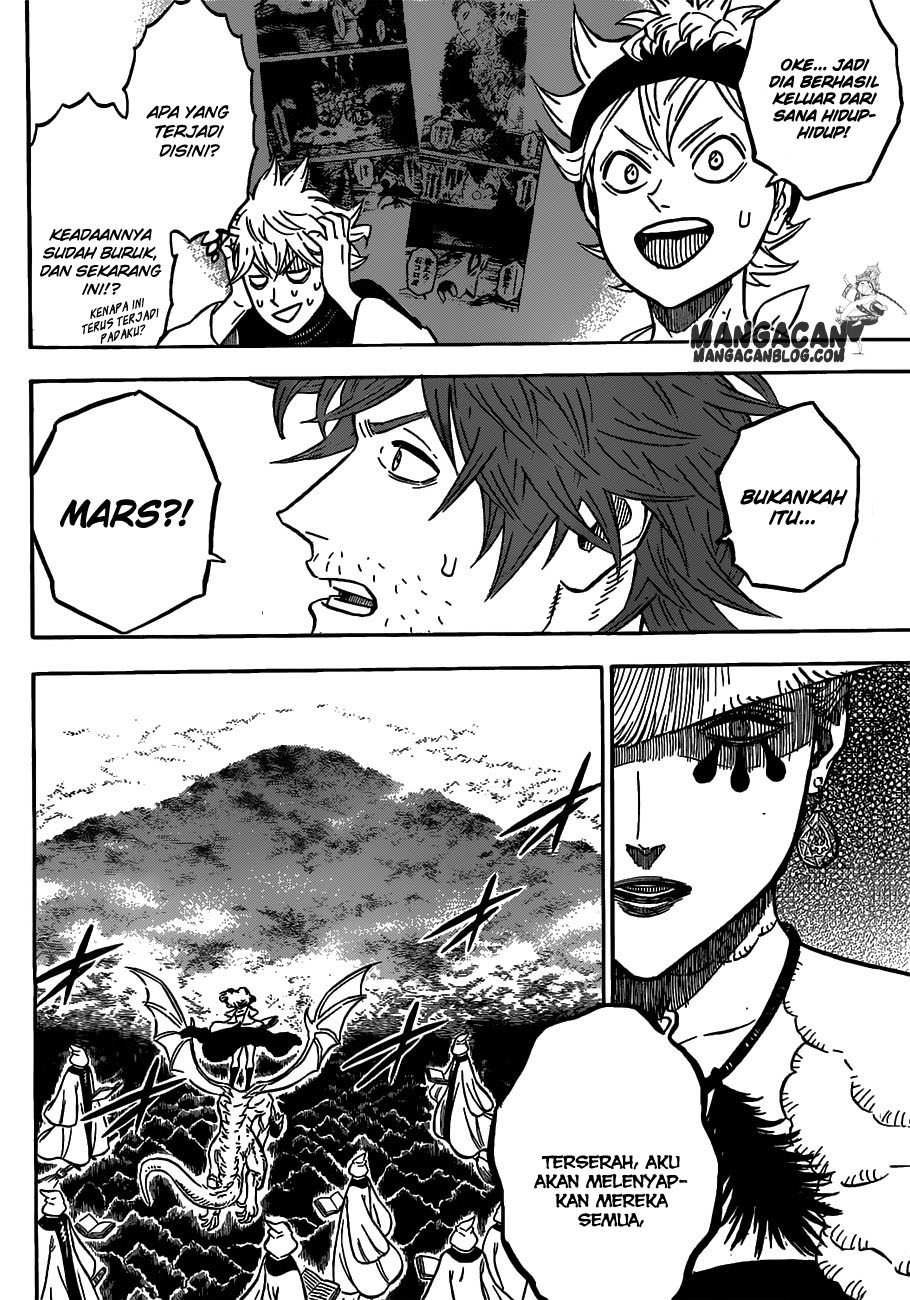 OKE... JADI
DIA BERHASIL
KELUAR DARI
SANA HIDUP-
HIDUP!
APA YANG
TERJADI
DISINI?
KEADAANNYA
SUDAH BURUK,
DAN SEKARANG
INI!?
KENAPA INI
TERUS TERJADI
PADAKU?
MANGACAN
MANGACANBLOG.COM
BUKANKAH
ITU...
MARS?!
TERSERAH, AKU
AKAN MELENYAP-
KAN MEREKA
SEMUA,